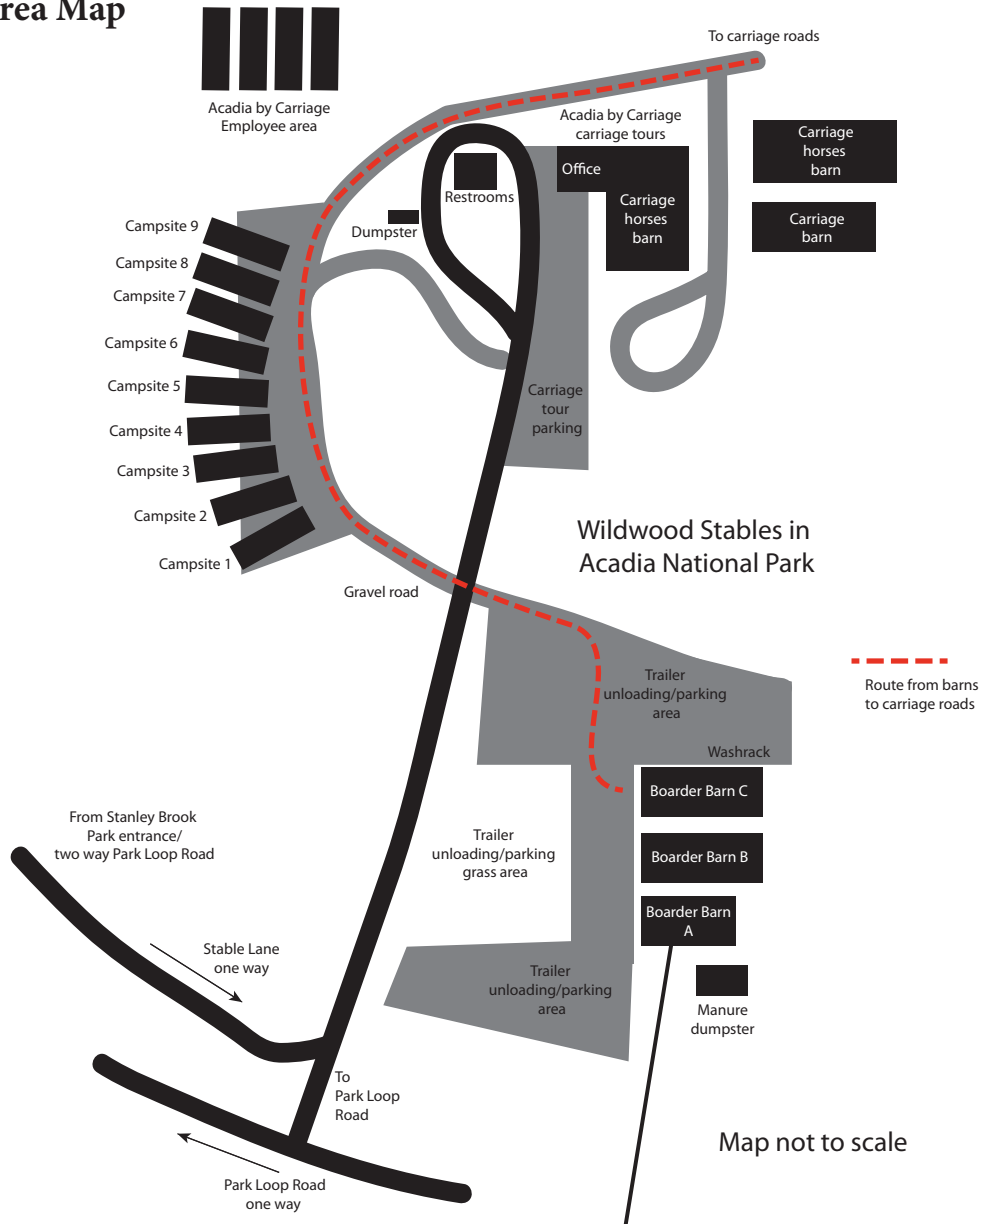 rea Map
To carriage roads
Acadia by Carriage
Employee area
Acadia by Carriage
carriage tours
Office
Carriage
horses
barn
Carriage
horses
barn
Carriage
barn
Restrooms
Dumpster
Campsite 9
Campsite 8
Campsite 7
Campsite 6
Campsite 5
Campsite 4
Campsite 3
Campsite 2
Campsite 1
Carriage
tour
parking
Wildwood Stables in
Acadia National Park
Gravel road
Trailer
unloading/parking
area
Route from barns
to carriage roads
Washrack
Boarder Barn C
Boarder Barn B
Boarder Barn
A
Trailer
unloading/parking
grass area
From Stanley Brook
Park entrance/
two way Park Loop Road
Stable Lane
one way
Trailer
unloading/parking
area
Manure
dumpster
To
Park Loop
Road
Map not to scale
Park Loop Road
one way